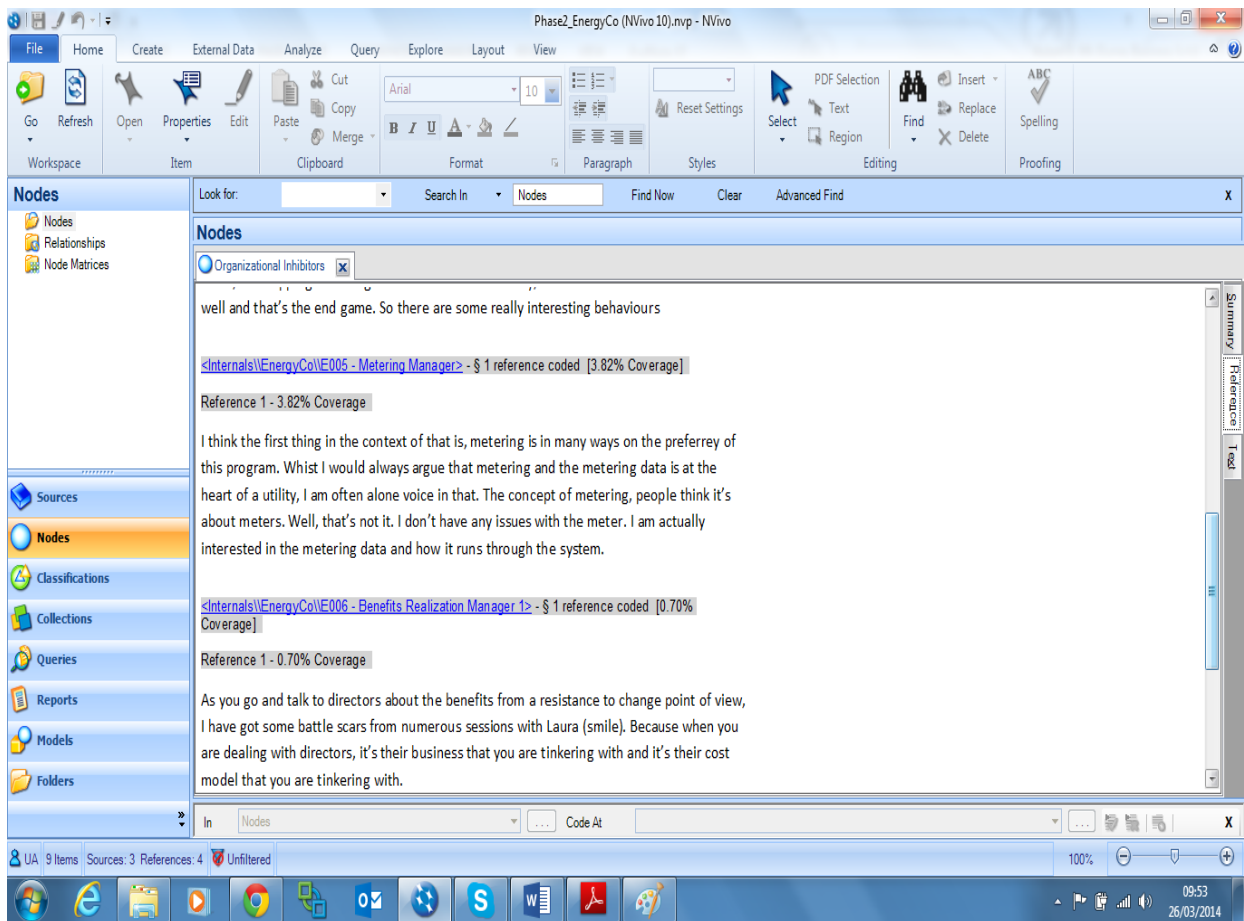 Phase2_EnergyCo (NVivo 10).nvp - NVivo
File Home Create External Data Analyze Query Explore Layout View
Go Refresh Open Properties Edit Paste Cut Copy Merge
Arial 10
B I U A
Reset Settings
Select PDF Selection Text Region
Find Insert Replace Delete
ABC Spelling
Workspace Item Clipboard Format Paragraph Styles Editing Proofing
Nodes
Nodes
Relationships
Node Matrices
Sources
Nodes
Classifications
Collections
Queries
Reports
Models
Folders
Look for: Search In Nodes Find Now Clear Advanced Find X
Nodes
Organizational Inhibitors x
well and that's the end game. So there are some really interesting behaviours
<Internals\\EnergyCo\\E005 - Metering Manager> - § 1 reference coded [3.82% Coverage]
Reference 1 - 3.82% Coverage
I think the first thing in the context of that is, metering is in many ways on the preferrey of
this program. Whist I would always argue that metering and the metering data is at the
heart of a utility, I am often alone voice in that. The concept of metering, people think it's
about meters. Well, that's not it. I don't have any issues with the meter. I am actually
interested in the metering data and how it runs through the system.
<Internals\\EnergyCo\\E006 - Benefits Realization Manager 1> - § 1 reference coded [0.70%
Coverage]
Reference 1 - 0.70% Coverage
As you go and talk to directors about the benefits from a resistance to change point of view,
I have got some battle scars from numerous sessions with Laura (smile). Because when you
are dealing with directors, it's their business that you are tinkering with and it's their cost
model that you are tinkering with.
Summary
Reference
Text
In Nodes ... Code At ... X
UA 9 Items Sources: 3 References: 4 Unfiltered 100%
09:53
26/03/2014